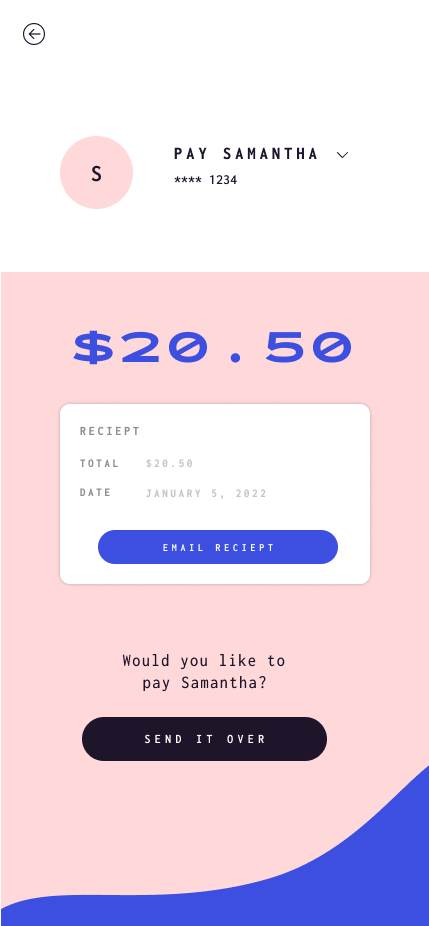 PAY SAMANTHA
S
**** 1234
$20.50
RECIEPT
TOTAL $20.50
DATE JANUARY 5, 2022
EMAIL RECIEPT
Would you like to
pay Samantha?
SEND IT OVER